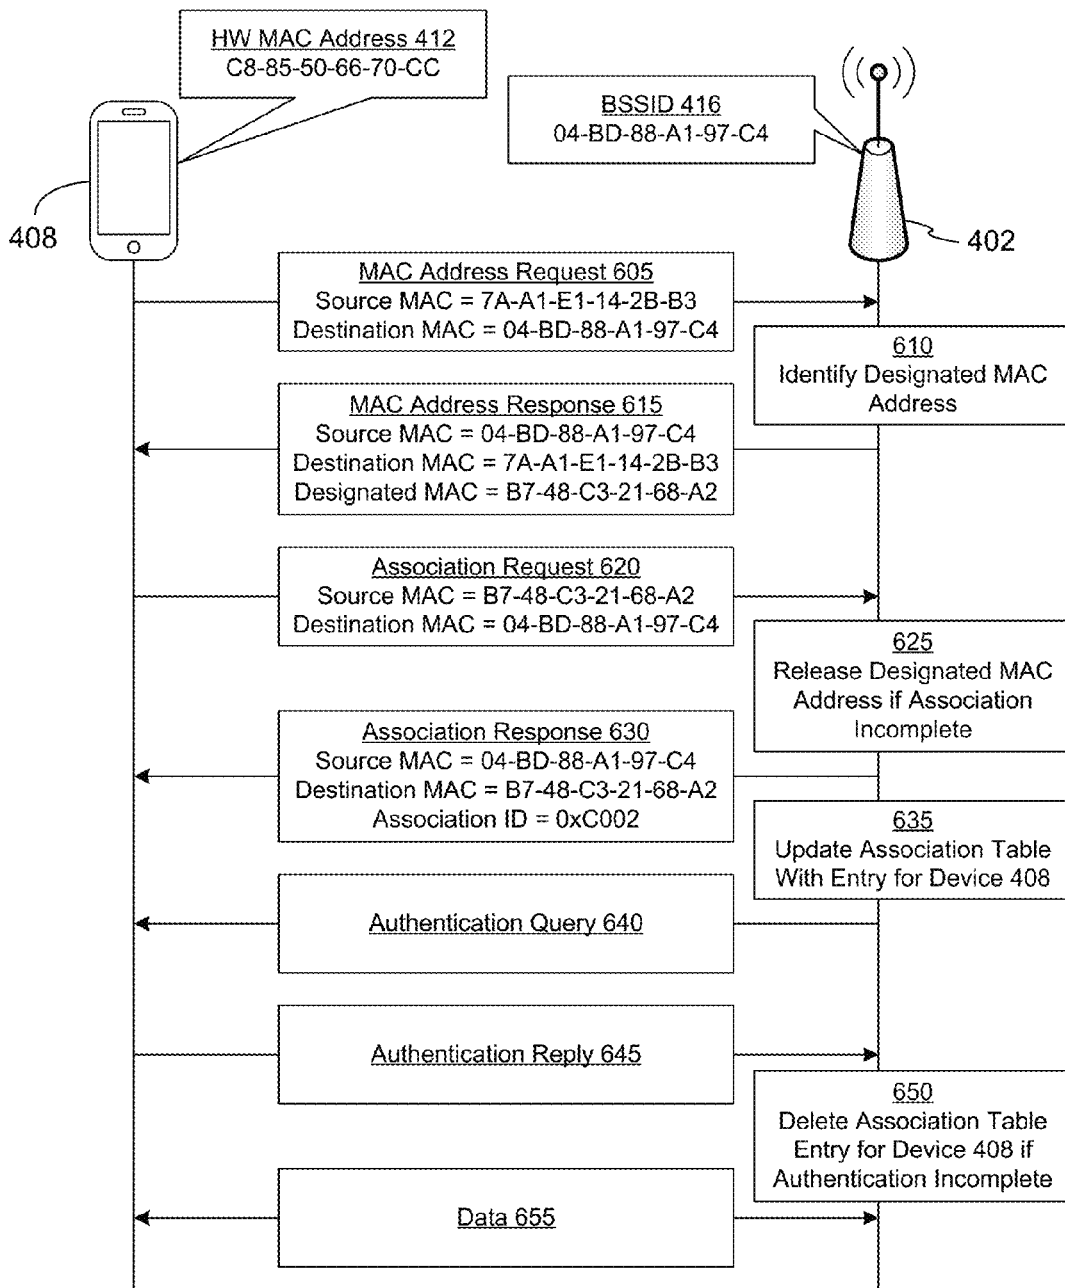 HW MAC Address 412
C8-85-50-66-70-CC
BSSID 416
04-BD-88-A1-97-C4
408
402
MAC Address Request 605
Source MAC = 7A-A1-E1-14-2B-B3
Destination MAC = 04-BD-88-A1-97-C4
610
Identify Designated MAC
Address
MAC Address Response 615
Source MAC = 04-BD-88-A1-97-C4
Destination MAC = 7A-A1-E1-14-2B-B3
Designated MAC = B7-48-C3-21-68-A2
Association Request 620
Source MAC = B7-48-C3-21-68-A2
Destination MAC = 04-BD-88-A1-97-C4
625
Release Designated MAC
Address if Association
Incomplete
Association Response 630
Source MAC = 04-BD-88-A1-97-C4
Destination MAC = B7-48-C3-21-68-A2
Association ID = 0xC002
635
Update Association Table
With Entry for Device 408
Authentication Query 640
Authentication Reply 645
650
Delete Association Table
Entry for Device 408 if
Authentication Incomplete
Data 655